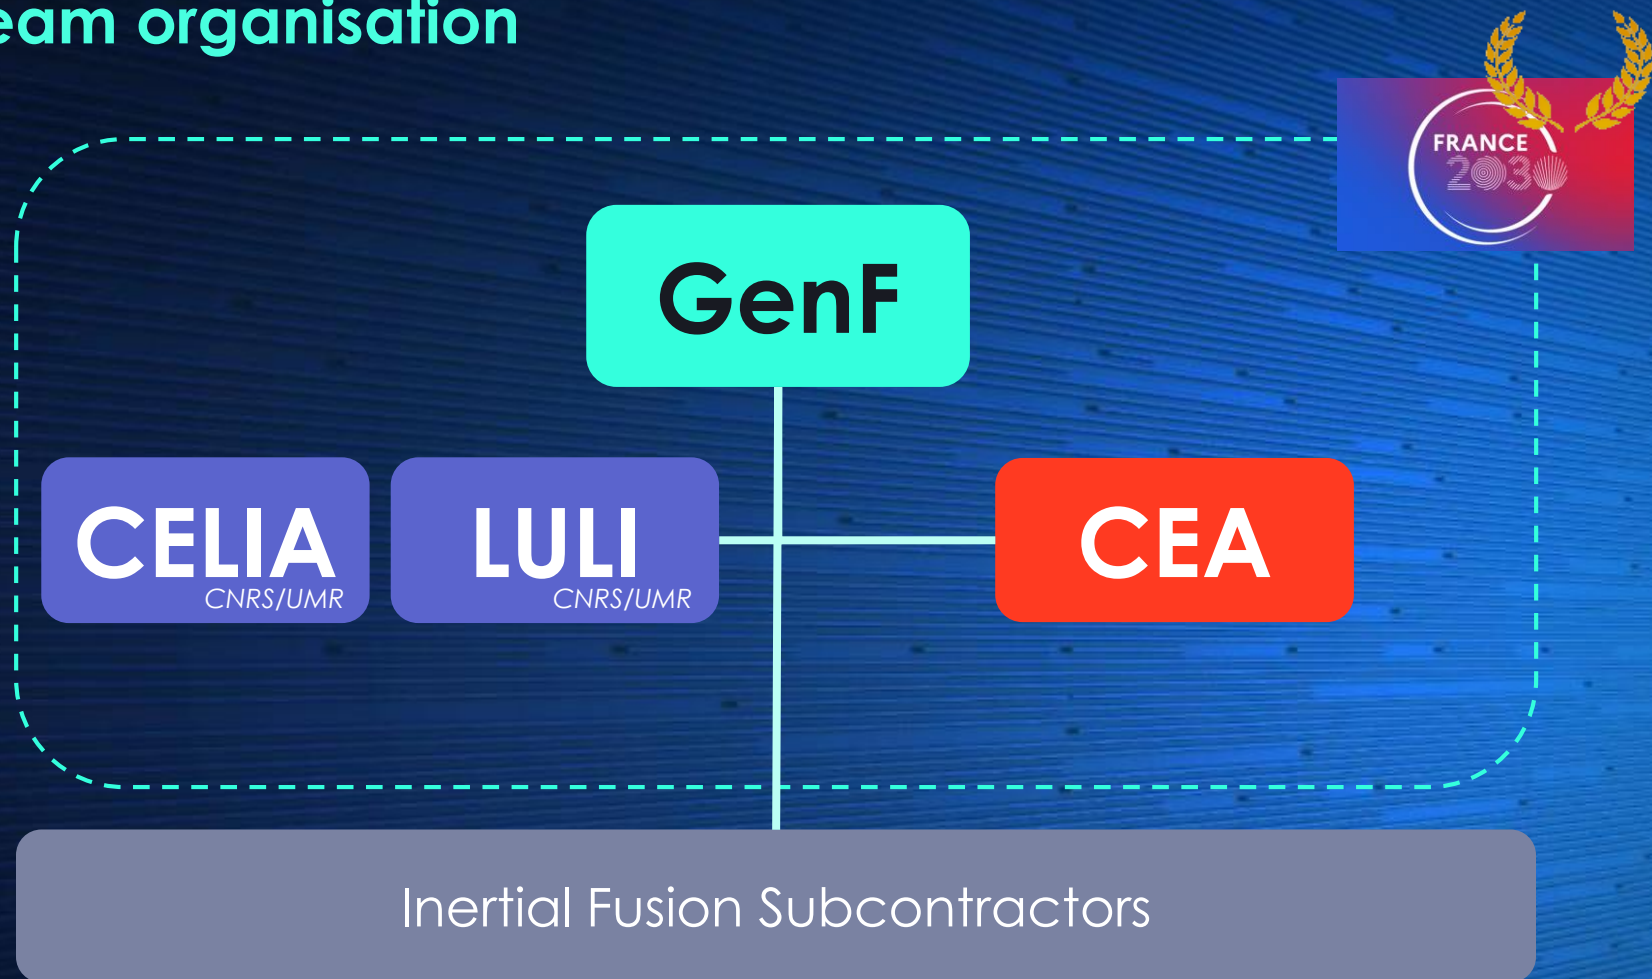 eam organisation
FRANCE
2030
GenF
CELIA
CNRS/UMR
LULI
CNRS/UMR
CEA
Inertial Fusion Subcontractors